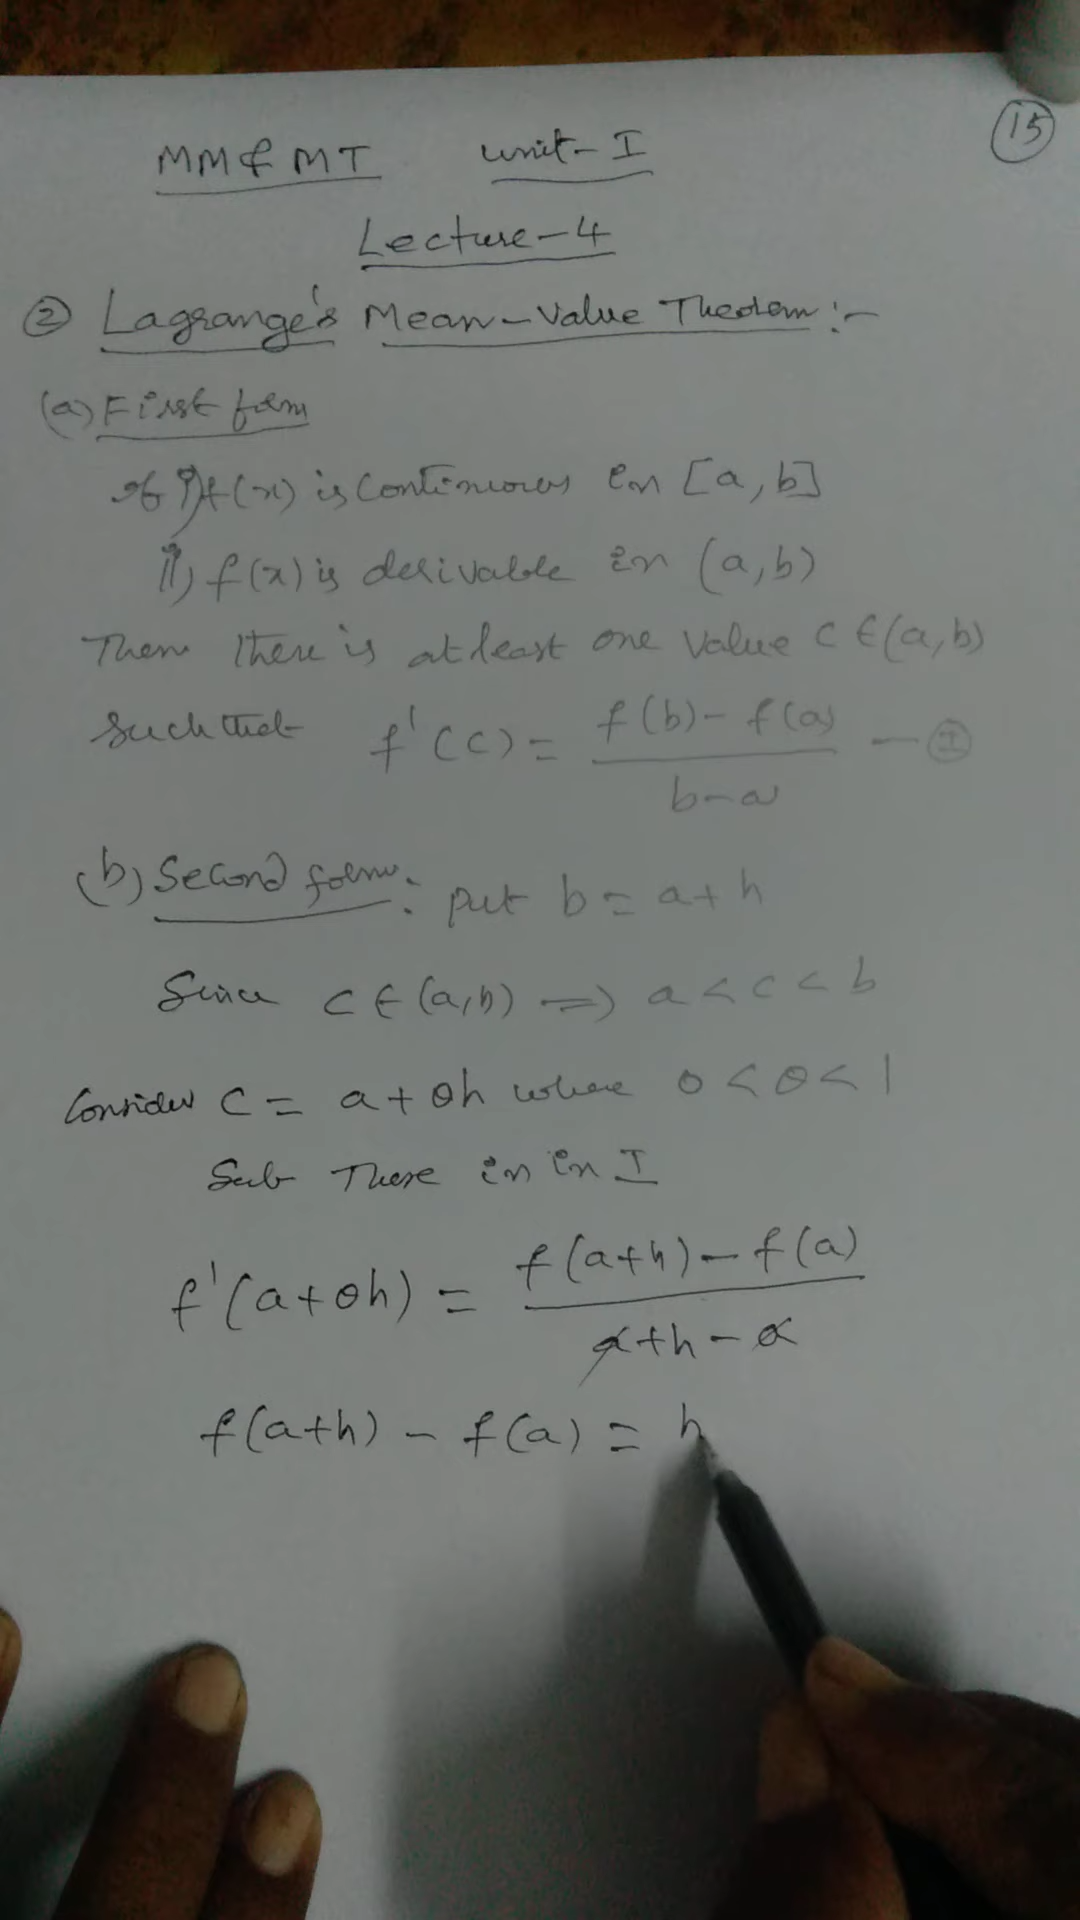 15
MM & MT unit-I
Lecture-4
② Lagrange's Mean-Value Theorem :-
(a) First form
If i) f(x) is continuous in [a,b]
ii) f(x) is derivable in (a,b)
Then there is atleast one value c ∈ (a,b)
such that f'(c) = f(b) - f(a) / b-a — Ⓘ
(b) Second form: put b = a+h
Since c ∈ (a,b) ⇒ a < c < b
Consider c = a + θh where 0 < θ < 1
Sub These in in I
f'(a+θh) = f(a+h) - f(a) / a+h-a
f(a+h) - f(a) = h